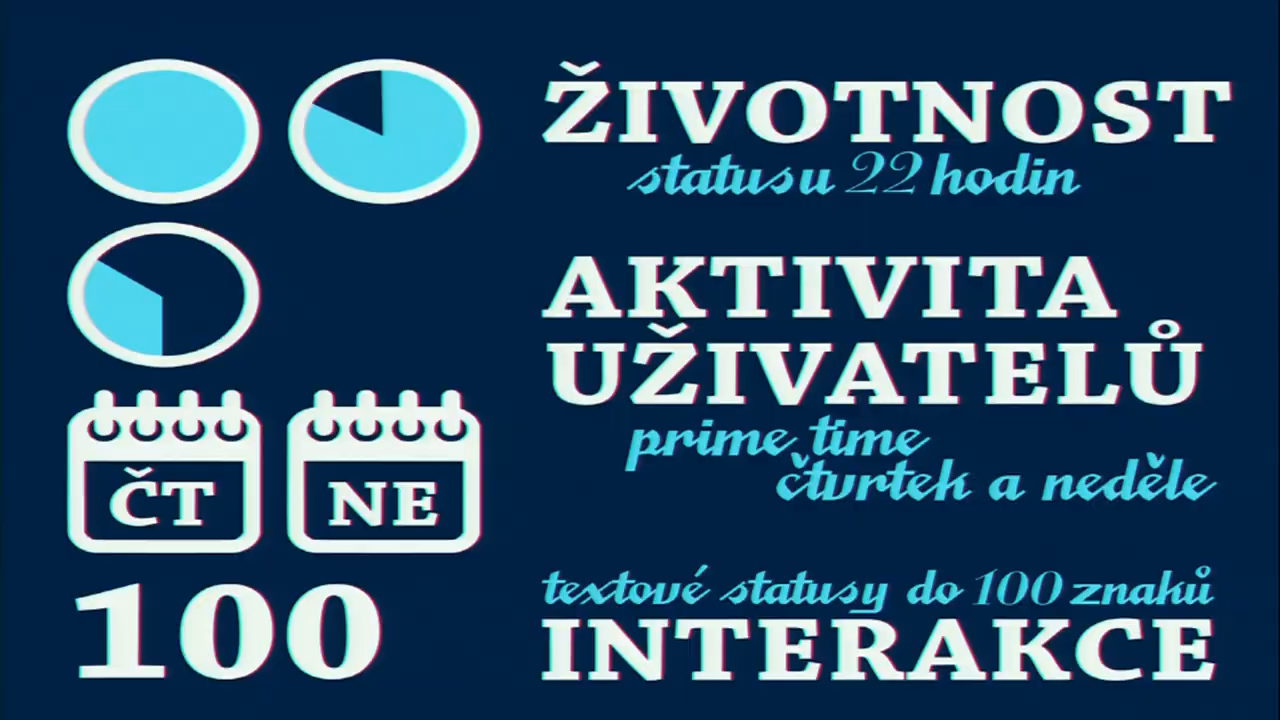 ŽIVOTNOST
statusu 22 hodin
AKTIVITA
UŽIVATELŮ
prime time
čtvrtek a neděle
ČT NE
100
textové statusy do 100 znaků
INTERAKCE